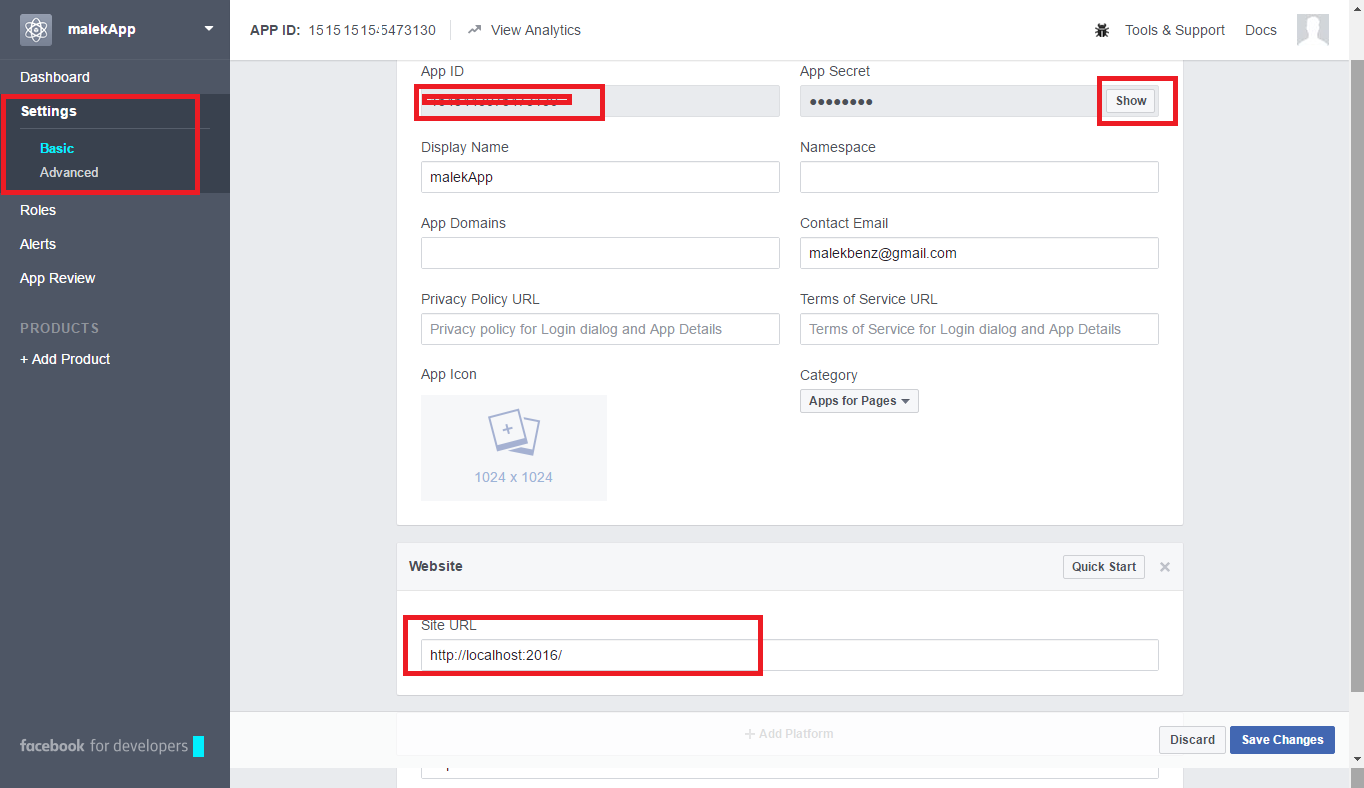 malekApp
APP ID: 151515155473130
View Analytics
Tools & Support
Docs
Dashboard
Settings
Basic
Advanced
Roles
Alerts
App Review
PRODUCTS
+ Add Product
facebook for developers
App ID
App Secret
●●●●●●●●
Show
Display Name
malekApp
Namespace
App Domains
Contact Email
malekbenz@gmail.com
Privacy Policy URL
Privacy policy for Login dialog and App Details
Terms of Service URL
Terms of Service for Login dialog and App Details
App Icon
1024 x 1024
Category
Apps for Pages
Website
Quick Start
Site URL
http://localhost:2016/
+ Add Platform
Discard
Save Changes